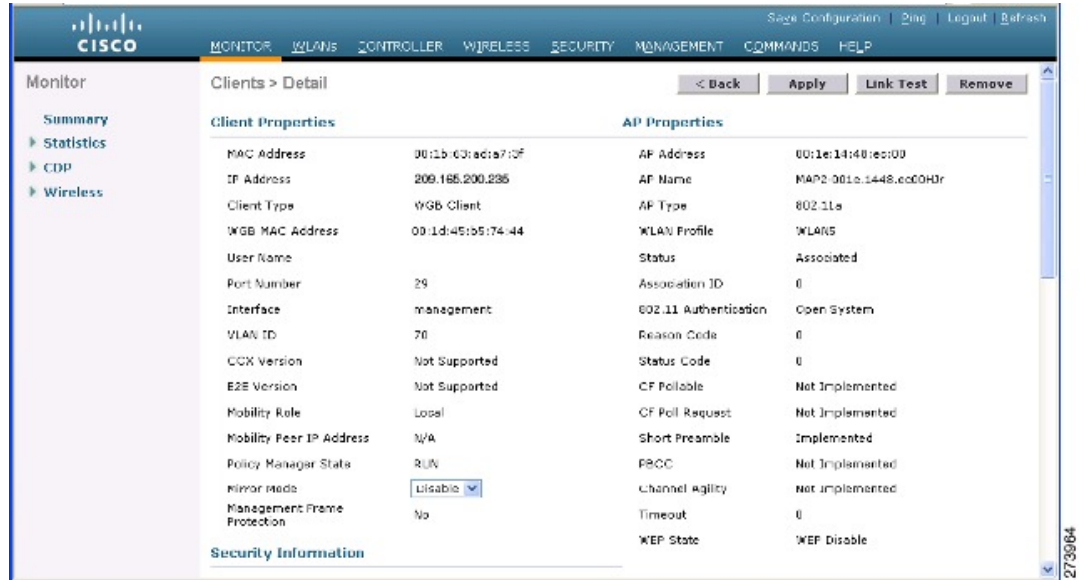 Save Configuration | Ping | Logout | Refresh
CISCO
MONITOR WLANs CONTROLLER WIRELESS SECURITY MANAGEMENT COMMANDS HELP
Monitor
Summary
Statistics
CDP
Wireless
Clients > Detail
< Back
Apply
Link Test
Remove
Client Properties
MAC Address 00:1b:63:ad:a7:3f
IP Address 209.165.200.235
Client Type WGB Client
WGB MAC Address 00:1d:45:b5:74:44
User Name
Port Number 29
Interface management
VLAN ID 70
CCX Version Not Supported
E2E Version Not Supported
Mobility Role Local
Mobility Peer IP Address N/A
Policy Manager State RUN
Mirror Mode Disable
Management Frame
Protection No
Security Information
AP Properties
AP Address 00:1e:14:48:ec:00
AP Name
AP Type 802.11a
WLAN Profile WLAN5
Status Associated
Association ID 0
802.11 Authentication Open System
Reason Code 0
Status Code 0
CF Pollable Not Implemented
CF Poll Request Not Implemented
Short Preamble Implemented
PBCC Not Implemented
Channel Agility Not Implemented
Timeout 0
WEP State WEP Disable
273964